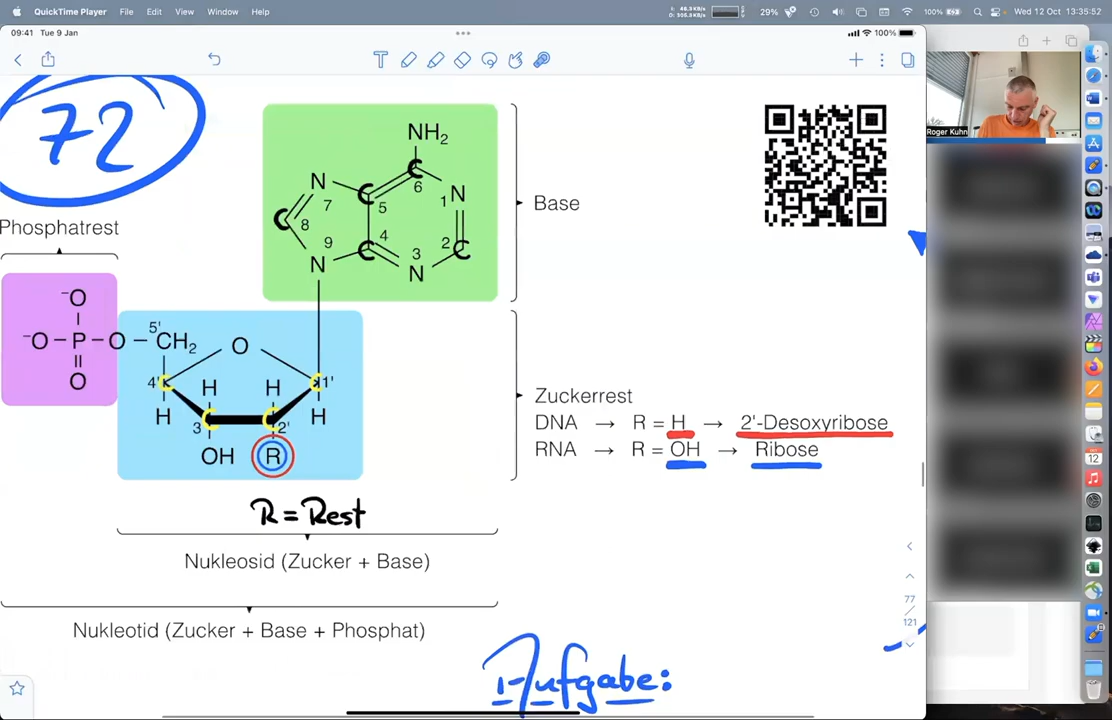 QuickTime Player File Edit View Window Help
29% 100% Wed 12 Oct 13:35:52
09:41 Tue 9 Jan
100%
72
Roger Kuhn
Phosphatrest
Base
NH2
N
7
C
5
C
6
N
1
C
8
9
N
C
4
3
N
2
C
⁻O
⁻O – P – O – CH2
5'
O
O
4'
H
H
1'
H
H
3
2'
OH
R
Zuckerrest
DNA → R = H → 2'-Desoxyribose
RNA → R = OH → Ribose
R = Rest
Nukleosid (Zucker + Base)
Nukleotid (Zucker + Base + Phosphat)
77
/
121
Aufgabe: